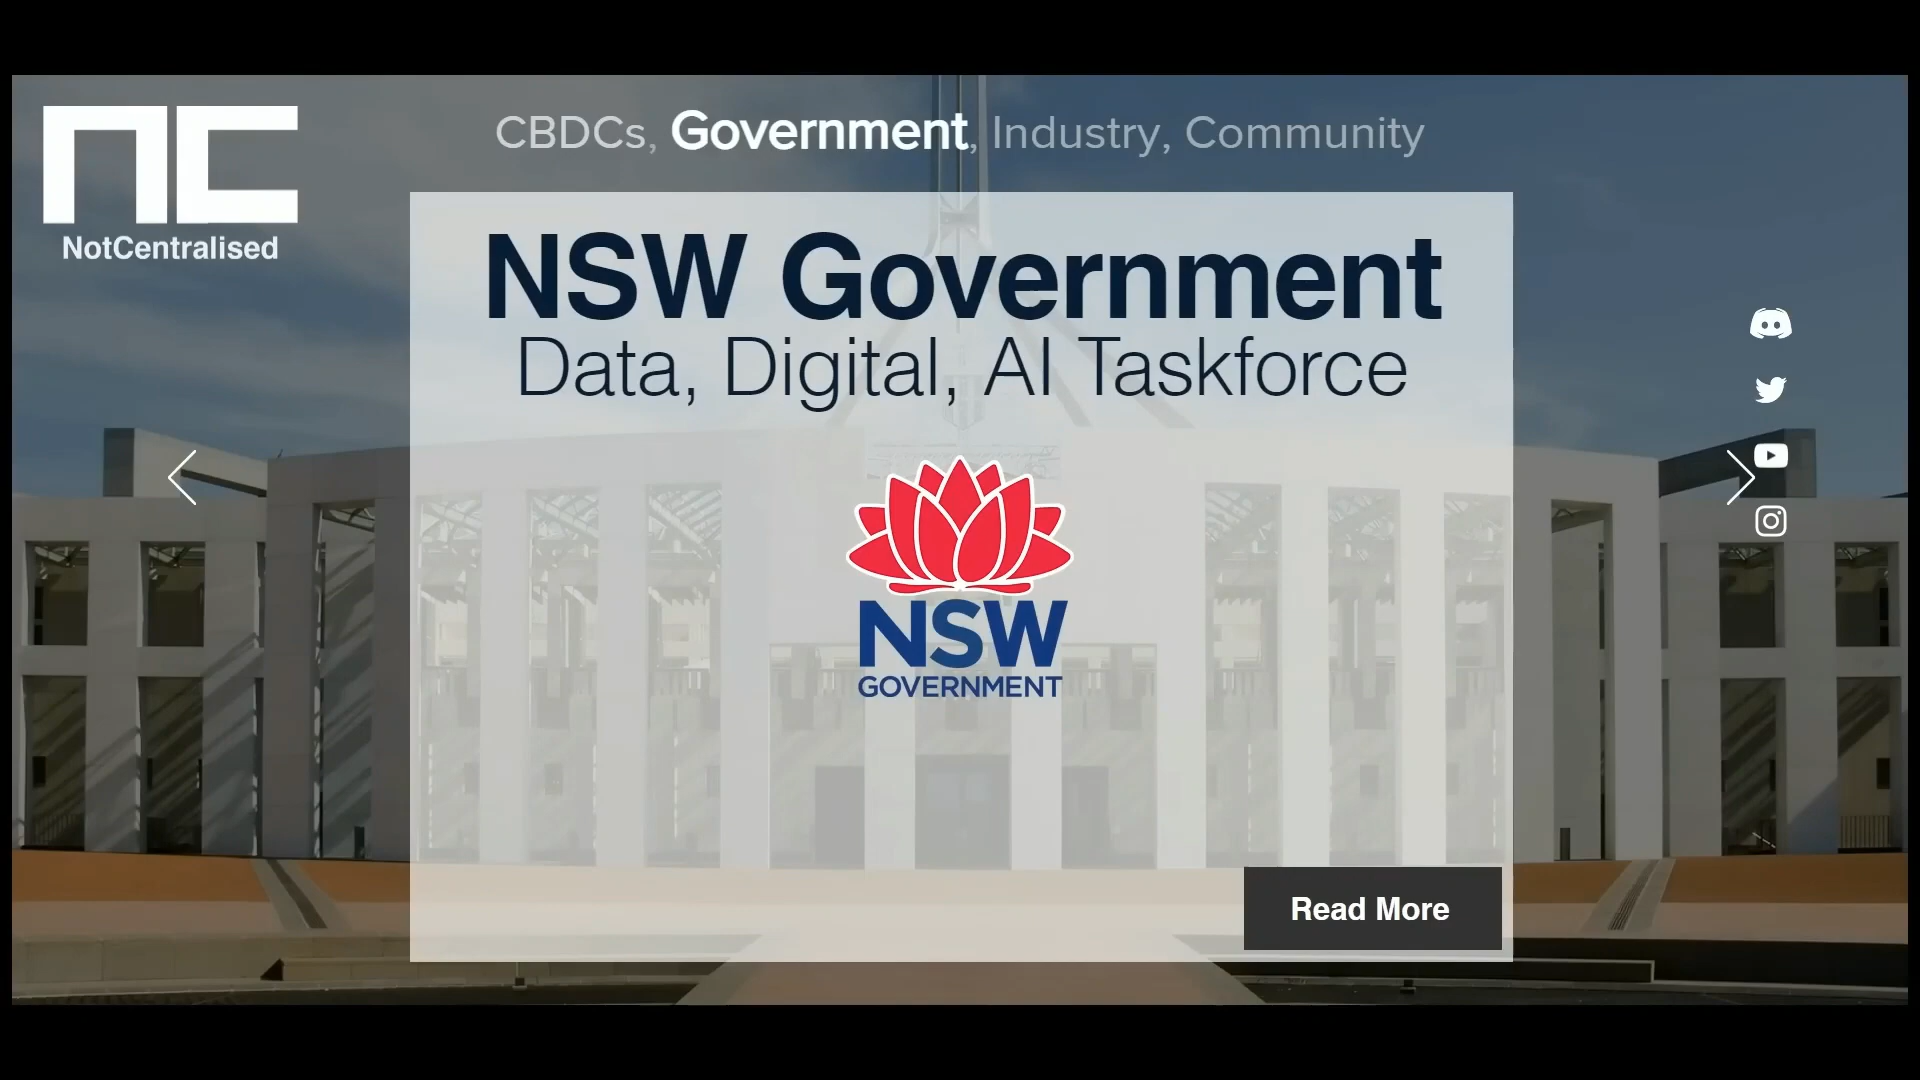 CBDCs, Government, Industry, Community
NotCentralised
NSW Government
Data, Digital, AI Taskforce
NSW
GOVERNMENT
Read More